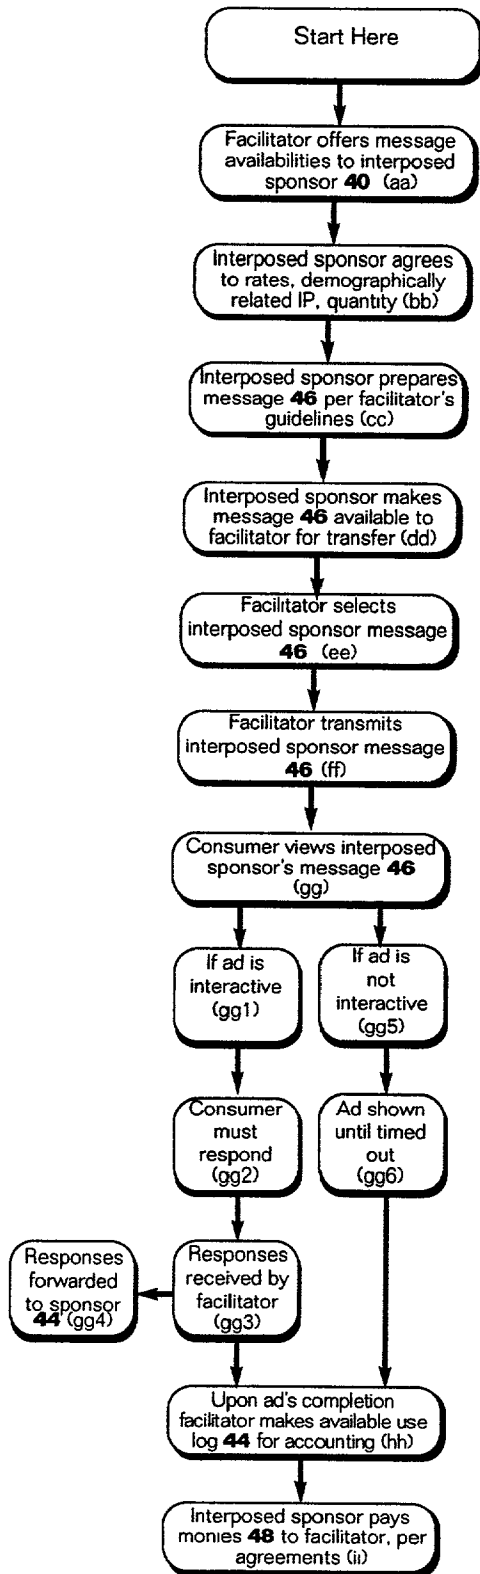 Start Here
Facilitator offers message
availabilities to interposed
sponsor 40 (aa)
Interposed sponsor agrees
to rates, demographically
related IP, quantity (bb)
Interposed sponsor prepares
message 46 per facilitator's
guidelines (cc)
Interposed sponsor makes
message 46 available to
facilitator for transfer (dd)
Facilitator selects
interposed sponsor message
46 (ee)
Facilitator transmits
interposed sponsor message
46 (ff)
Consumer views interposed
sponsor's message 46
(gg)
If ad is
interactive
(gg1)
If ad is
not
interactive
(gg5)
Consumer
must
respond
(gg2)
Ad shown
until timed
out
(gg6)
Responses
forwarded
to sponsor
44 (gg4)
Responses
received by
facilitator
(gg3)
Upon ad's completion
facilitator makes available use
log 44 for accounting (hh)
Interposed sponsor pays
monies 48 to facilitator, per
agreements (ii)